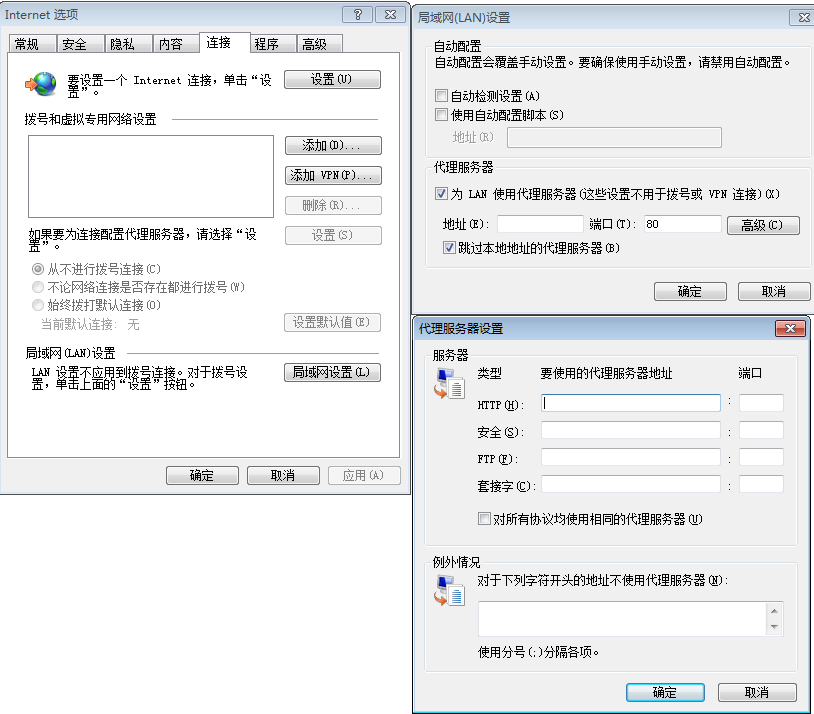 Internet 选项
?
常规
安全
隐私
内容
连接
程序
高级
要设置一个 Internet 连接，单击“设
置”。
设置(U)
拨号和虚拟专用网络设置
添加(D)...
添加 VPN(P)...
删除(R)...
如果要为连接配置代理服务器，请选择“设
置”。
设置(S)
从不进行拨号连接(C)
不论网络连接是否存在都进行拨号(W)
始终拨打默认连接(O)
当前默认连接： 无
设置默认值(E)
局域网(LAN)设置
LAN 设置不应用到拨号连接。对于拨号设
置，单击上面的“设置”按钮。
局域网设置(L)
确定
取消
应用(A)
局域网(LAN)设置
自动配置
自动配置会覆盖手动设置。要确保使用手动设置，请禁用自动配置。
自动检测设置(A)
使用自动配置脚本(S)
地址(R)
代理服务器
为 LAN 使用代理服务器(这些设置不用于拨号或 VPN 连接)(X)
地址(E):
端口(T):
80
高级(C)
跳过本地地址的代理服务器(B)
确定
取消
代理服务器设置
服务器
类型
要使用的代理服务器地址
端口
HTTP(H):
:
安全(S):
:
FTP(F):
:
套接字(C):
:
对所有协议均使用相同的代理服务器(U)
例外情况
对于下列字符开头的地址不使用代理服务器(N):
使用分号(;)分隔各项。
确定
取消